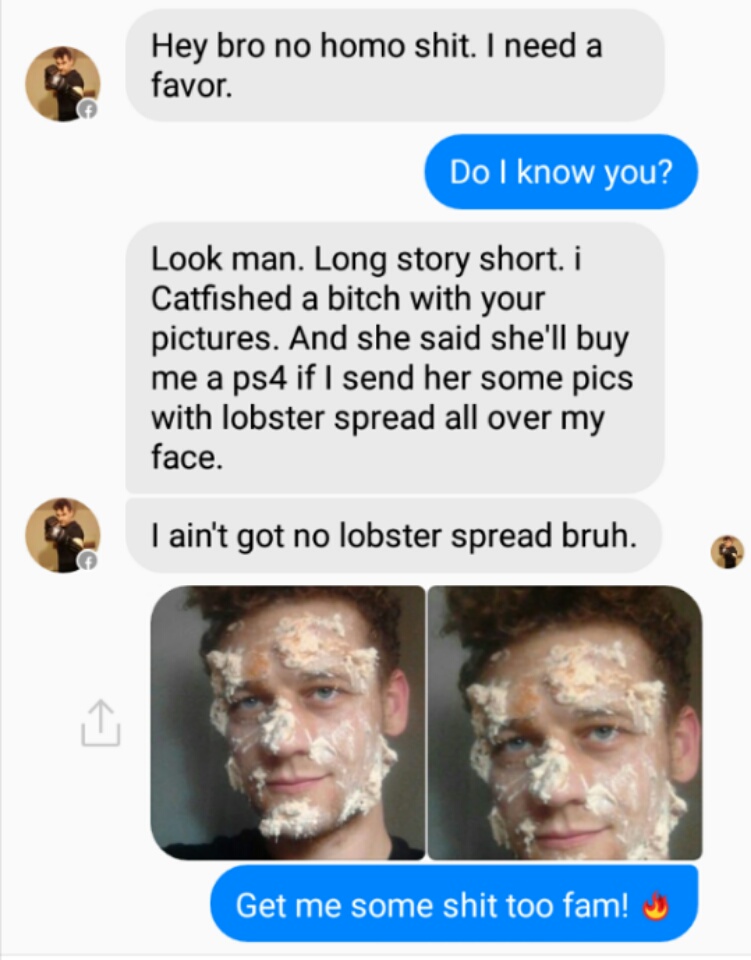 Hey bro no homo shit. I need a
favor.
Do I know you?
Look man. Long story short. i
Catfished a bitch with your
pictures. And she said she'll buy
me a ps4 if I send her some pics
with lobster spread all over my
face.
I ain't got no lobster spread bruh.
Get me some shit too fam! 🔥